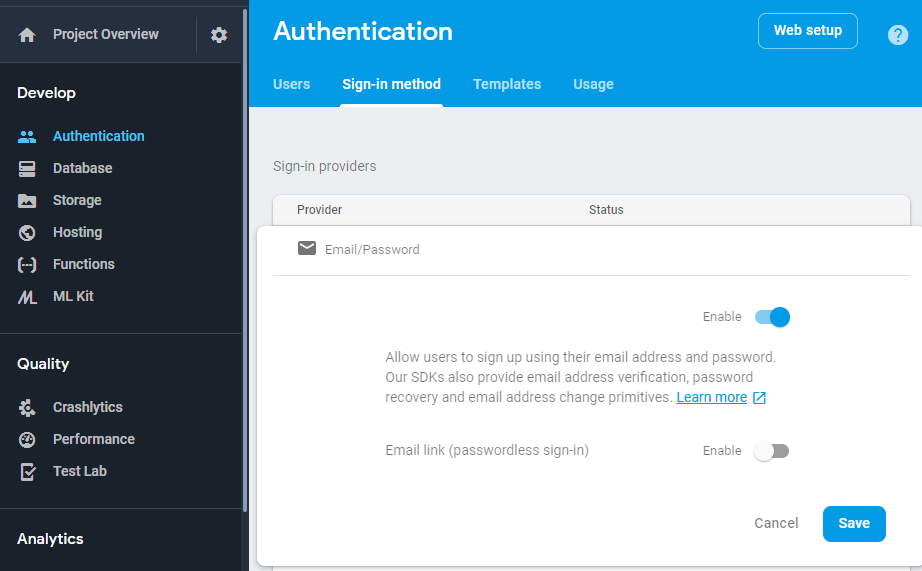 Project Overview
Develop
Authentication
Database
Storage
Hosting
Functions
ML Kit
Quality
Crashlytics
Performance
Test Lab
Analytics
Authentication
Web setup
?
Users Sign-in method Templates Usage
Sign-in providers
Provider Status
Email/Password
Enable
Allow users to sign up using their email address and password.
Our SDKs also provide email address verification, password
recovery and email address change primitives. Learn more
Email link (passwordless sign-in) Enable
Cancel Save